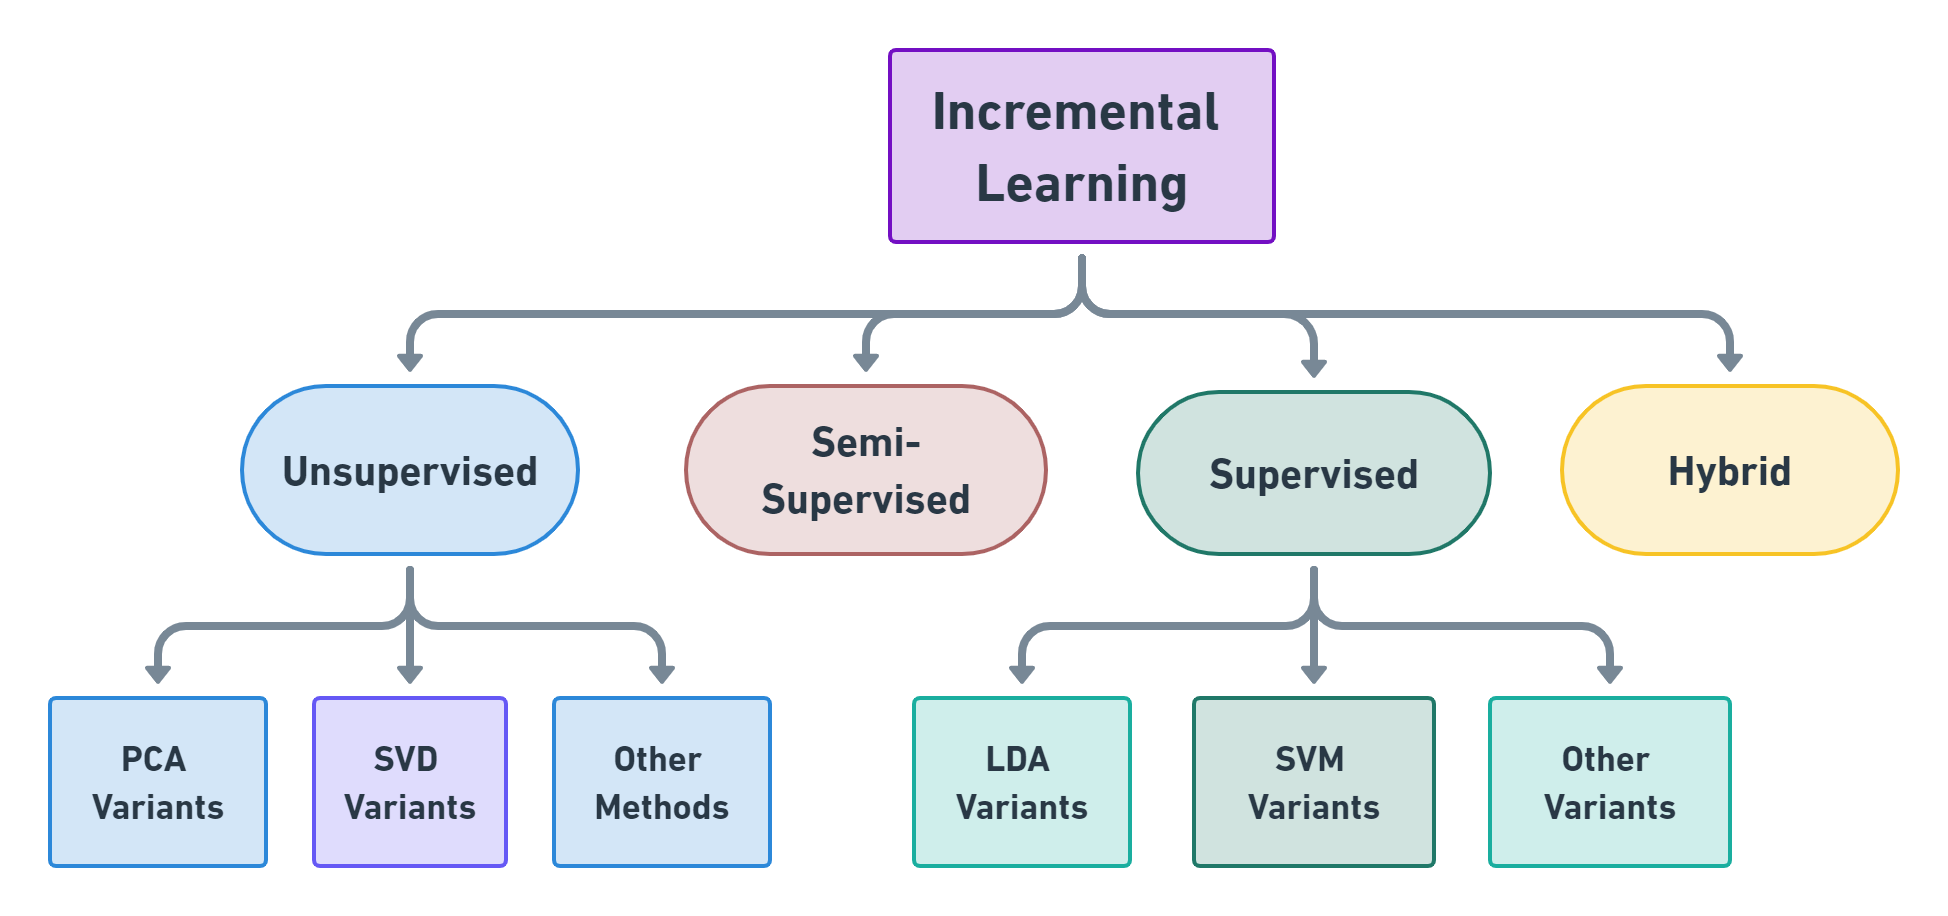 Incremental
Learning
Unsupervised
Semi-
Supervised
Supervised
Hybrid
PCA
Variants
SVD
Variants
Other
Methods
LDA
Variants
SVM
Variants
Other
Variants